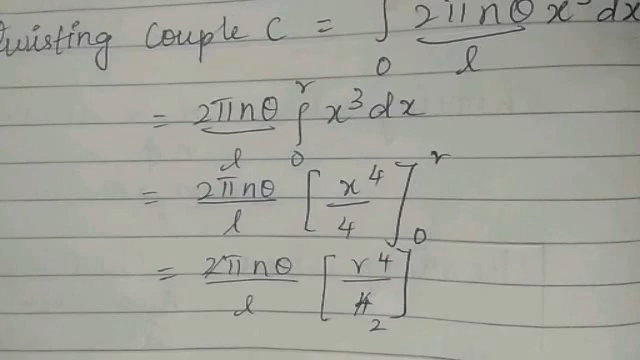 Twisting couple C = ∫₀ 2πnθ/l x³ dx
= 2πnθ/l ∫₀ʳ x³ dx
= 2πnθ/l [x⁴/4]₀ʳ
= 2πnθ/l [r⁴/4 2]